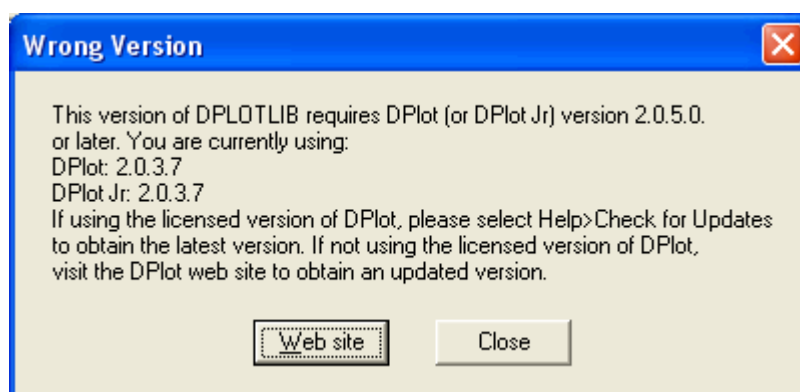 Wrong Version
This version of DPLOTLIB requires DPlot (or DPlot Jr) version 2.0.5.0.
or later. You are currently using:
DPlot: 2.0.3.7
DPlot Jr: 2.0.3.7
If using the licensed version of DPlot, please select Help>Check for Updates
to obtain the latest version. If not using the licensed version of DPlot,
visit the DPlot web site to obtain an updated version.
Web site
Close